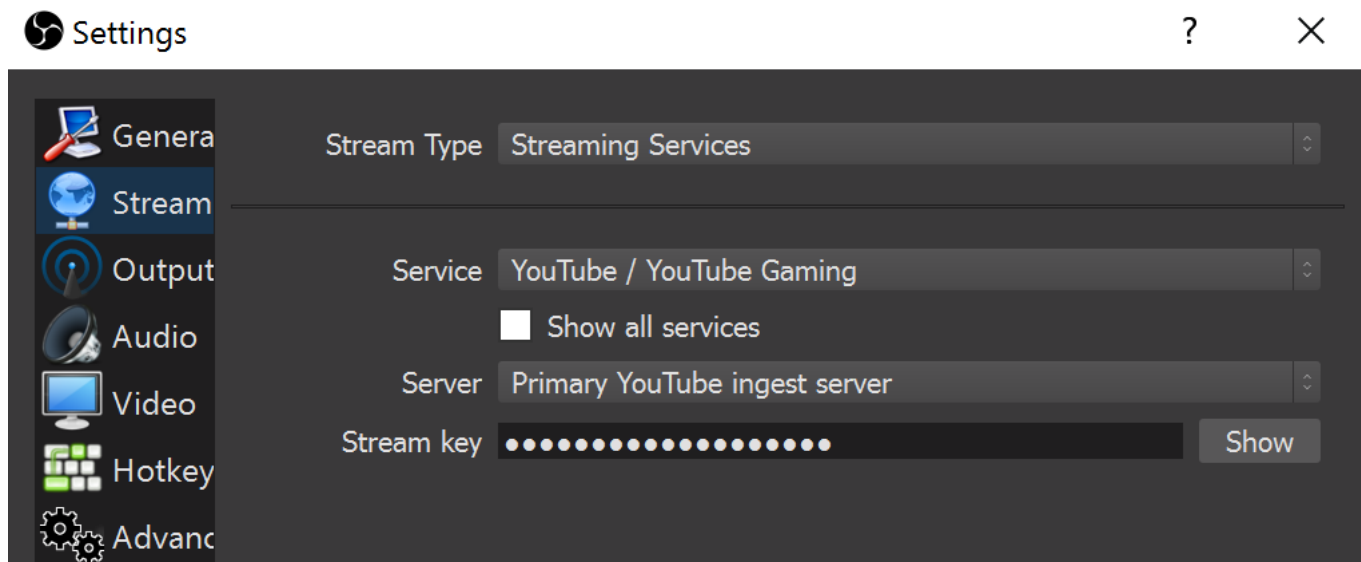 Settings
?
Genera
Stream
Output
Audio
Video
Hotkey
Advanc
Stream Type Streaming Services
Service YouTube / YouTube Gaming
Show all services
Server Primary YouTube ingest server
Stream key ●●●●●●●●●●●●●●●●●●● Show